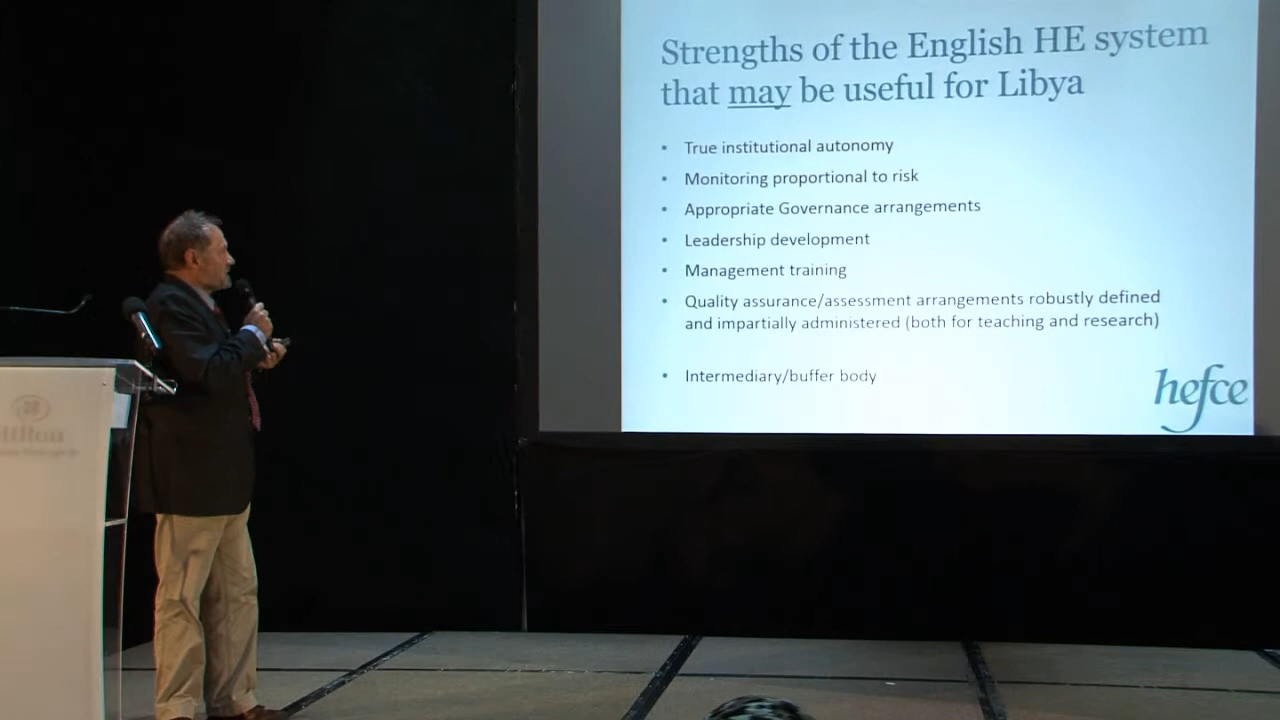 Strengths of the English HE system
that may be useful for Libya
• True institutional autonomy
• Monitoring proportional to risk
• Appropriate Governance arrangements
• Leadership development
• Management training
• Quality assurance/assessment arrangements robustly defined
and impartially administered (both for teaching and research)
• Intermediary/buffer body
hefce
Hilton